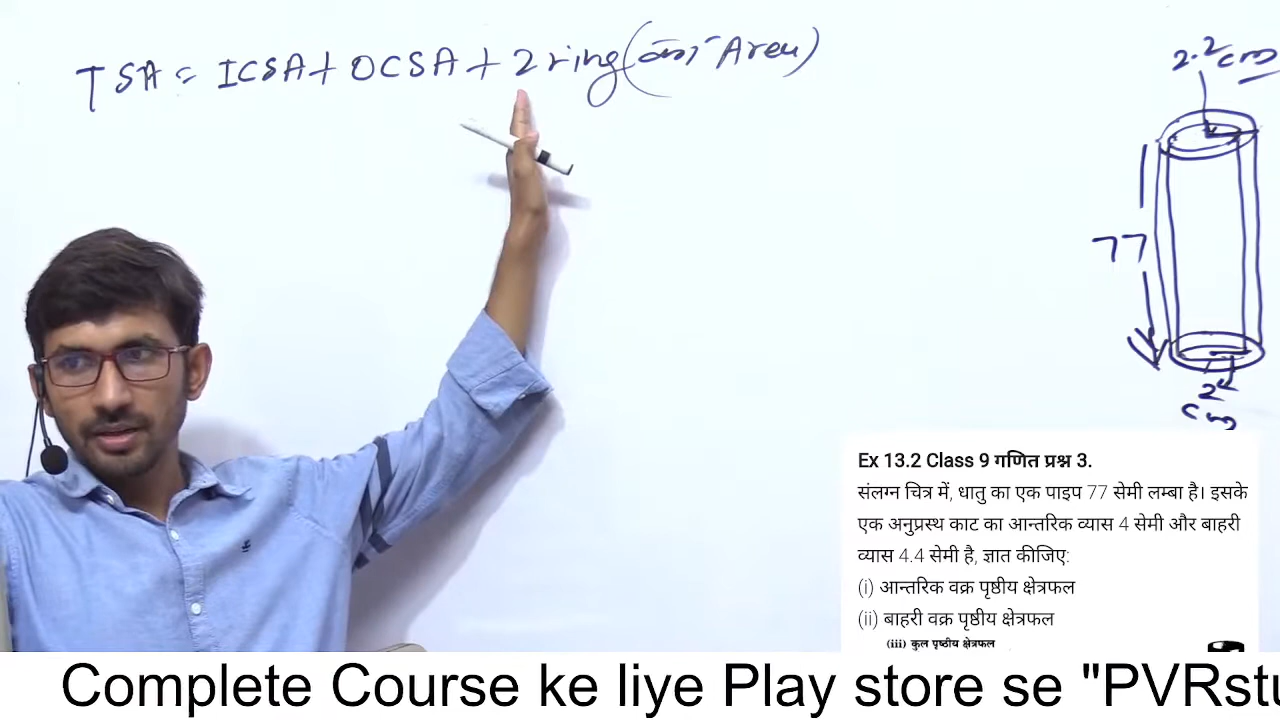 TSA = ICSA + OCSA + 2 ring (का Area)
2.2 cm
77
2
cm
Ex 13.2 Class 9 गणित प्रश्न 3.
संलग्न चित्र में, धातु का एक पाइप 77 सेमी लम्बा है। इसके
एक अनुप्रस्थ काट का आन्तरिक व्यास 4 सेमी और बाहरी
व्यास 4.4 सेमी है, ज्ञात कीजिए:
(i) आन्तरिक वक्र पृष्ठीय क्षेत्रफल
(ii) बाहरी वक्र पृष्ठीय क्षेत्रफल
(iii) कुल पृष्ठीय क्षेत्रफल
Complete Course ke liye Play store se "PVRstu